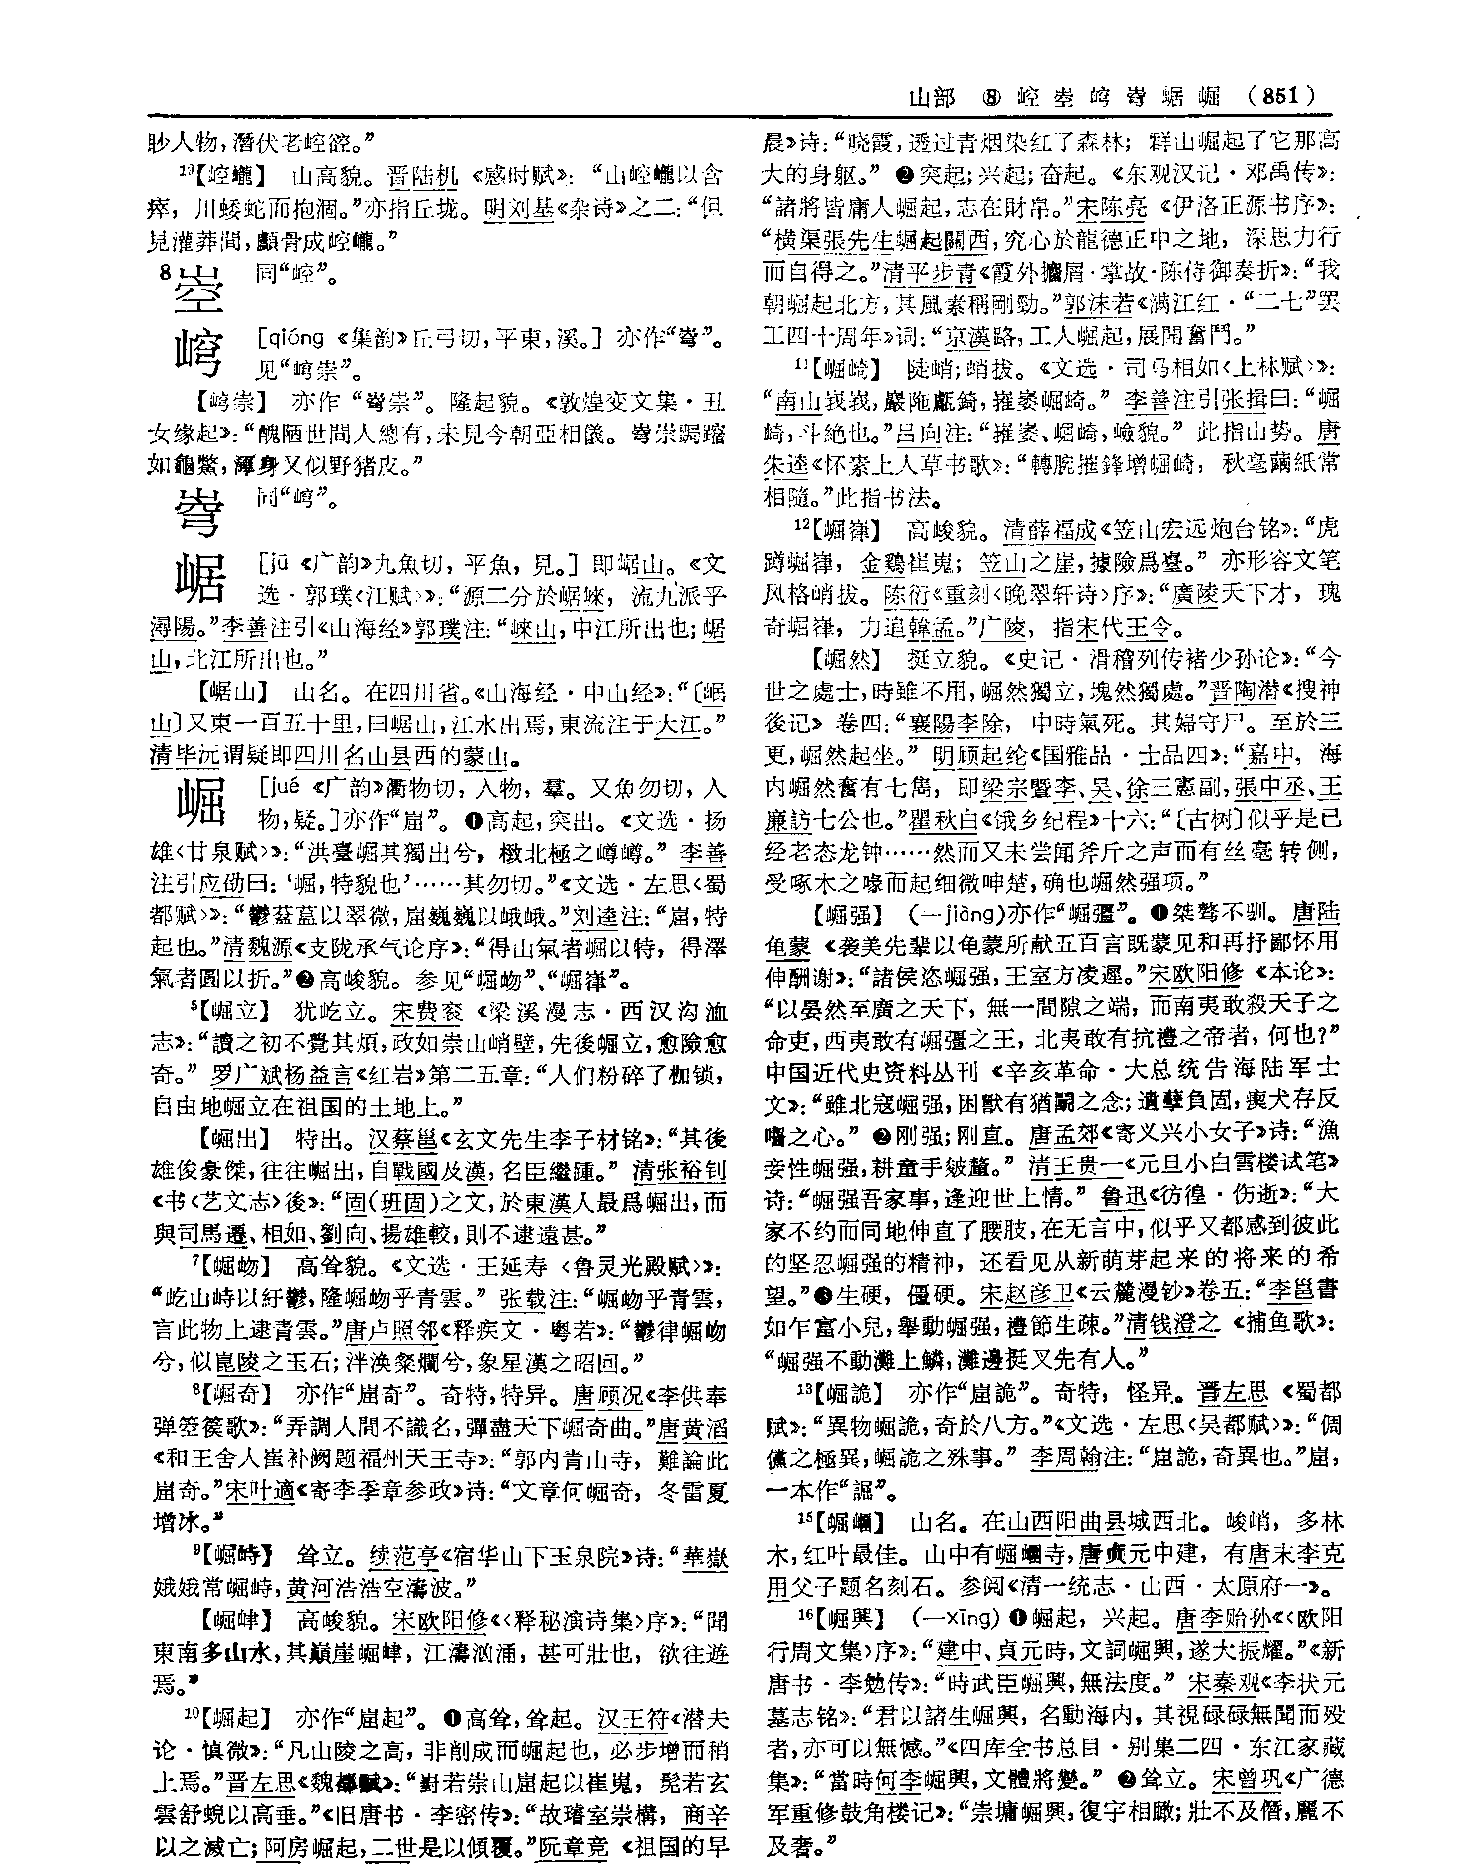 山部 ⑧ 崆 崆 崆 崆 崌 崛 （851）
眇人物，潛伏老崆𧯆。”
¹⁹【崆巄】 山高貌。晋陆机《感时赋》：“山崆巄以含
瘁，川蜲蛇而抱涸。”亦指丘垅。明刘基《杂诗》之二：“但
見灌莽間，顱骨成崆巄。”
8 同“崆”。
[qióng《集韵》丘弓切，平東，溪。] 亦作“㟒”。
见“崆崇”。
【崆崇】 亦作“㟒崇”。隆起貌。《敦煌变文集·丑
女缘起》：“醜陋世間人總有，未見今朝亞相儀。㟒崇跼蹜
如龜鱉，渾身又似野猪皮。”
同“崆”。
崌 [jū《广韵》九魚切，平魚，見。] 即崌山。《文
选·郭璞〈江赋〉》：“源二分於崌崍，流九派乎
潯陽。”李善注引《山海经》郭璞注：“崍山，中江所出也；崌
山，北江所出也。”
【崌山】 山名。在四川省。《山海经·中山经》：“〔岷
山〕又東一百五十里，曰崌山，江水出焉，東流注于大江。”
清毕沅谓疑即四川名山县西的蒙山。
崛 [jué《广韵》衢物切，入物，羣。又魚勿切，入
物，疑。]亦作“崫”。❶高起，突出。《文选·扬
雄〈甘泉赋〉》：“洪臺崛其獨出兮，㨖北極之嶟嶟。”李善
注引应劭曰：‘崛，特貌也’……其勿切。”《文选·左思〈蜀
都赋〉》：“鬱葐蒀以翠微，崫巍巍以峨峨。”刘逵注：“崫，特
起也。”清魏源《支陇承气论序》：“得山氣者崛以特，得澤
氣者圓以折。”❷高峻貌。参见“崛岉”、“崛嵂”。
⁵【崛立】 犹屹立。宋费衮《梁溪漫志·西汉沟洫
志》：“讀之初不覺其煩，政如崇山峭壁，先後崛立，愈險愈
奇。”罗广斌杨益言《红岩》第二五章：“人们粉碎了枷锁，
自由地崛立在祖国的土地上。”
【崛出】 特出。汉蔡邕《玄文先生李子材铭》：“其後
雄俊豪傑，往往崛出，自戰國及漢，名臣繼踵。”清张裕钊
《书〈艺文志〉後》：“固（班固）之文，於東漢人最爲崛出，而
與司馬遷、相如、劉向、揚雄較，則不逮遠甚。”
⁷【崛岉】 高耸貌。《文选·王延寿〈鲁灵光殿赋〉》：
“屹山峙以紆鬱，隆崛岉乎青雲。”张载注：“崛岉乎青雲，
言此物上逮青雲。”唐卢照邻《释疾文·粤若》：“鬱律崛岉
兮，似崑陵之玉石；泮渙粲爛兮，象星漢之昭回。”
⁸【崛奇】 亦作“崫奇”。奇特，特异。唐顾况《李供奉
弹箜篌歌》：“弄調人間不識名，彈盡天下崛奇曲。”唐黄滔
《和王舍人崔补阙题福州天王寺》：“郭内青山寺，難論此
崫奇。”宋叶適《寄李季章参政》诗：“文章何崛奇，冬雷夏
增冰。”
⁹【崛峙】 耸立。续范亭《宿华山下玉泉院》诗：“華嶽
娥娥常崛峙，黄河浩浩空濤波。”
【崛峍】 高峻貌。宋欧阳修《〈释秘演诗集〉序》：“聞
東南多山水，其巔崖崛峍，江濤汹涌，甚可壯也，欲往遊
焉。”
¹⁰【崛起】 亦作“崫起”。❶高耸，耸起。汉王符《潜夫
论·慎微》：“凡山陵之高，非削成而崛起也，必步增而稍
上焉。”晋左思《魏都赋》：“對若崇山崫起以崔嵬，髧若玄
雲舒蜺以高垂。”《旧唐书·李密传》：“故璿室崇構，商辛
以之滅亡；阿房崛起，二世是以傾覆。”阮章竞《祖国的早
晨》诗：“晓霞，透过青烟染红了森林；群山崛起了它那高
大的身躯。”❷突起；兴起；奋起。《东观汉记·邓禹传》：
“諸將皆庸人崛起，志在財帛。”宋陈亮《伊洛正源书序》：
“橫渠張先生崛起關西，究心於龍德正中之地，深思力行
而自得之。”清平步青《霞外攟屑·掌故·陈侍御奏折》：“我
朝崛起北方，其風素稱剛勁。”郭沫若《满江红·“二七”罢
工四十周年》词：“京漢路，工人崛起，展開奮鬥。”
¹¹【崛崎】 陡峭；峭拔。《文选·司马相如〈上林赋〉》：
“南山峩峩，巖陁甗錡，嶊崣崛崎。”李善注引张揖曰：“崛
崎，斗絶也。”吕向注：“嶊崣、崛崎，嶮貌。”此指山势。唐
朱逵《怀素上人草书歌》：“轉腕摧鋒增崛崎，秋毫繭紙常
相隨。”此指书法。
¹²【崛嵂】 高峻貌。清薛福成《笠山宏远炮台铭》：“虎
蹲崛嵂，金鷄崔嵬；笠山之崖，據險爲臺。”亦形容文笔
风格峭拔。陈衍《重刻〈晚翠轩诗〉序》：“廣陵天下才，瑰
奇崛嵂，力追韓孟。”广陵，指宋代王令。
【崛然】 挺立貌。《史记·滑稽列传褚少孙论》：“今
世之處士，時雖不用，崛然獨立，塊然獨處。”晋陶潜《搜神
後记》卷四：“襄陽李除，中時氣死。其婦守尸。至於三
更，崛然起坐。”明顾起纶《国雅品·士品四》：“嘉中，海
内崛然奮有七雋，即梁宗暨李、吴、徐三憲副，張中丞、王
廉訪七公也。”瞿秋白《饿乡纪程》十六：“〔古树〕似乎是已
经老态龙钟……然而又未尝闻斧斤之声而有丝毫转侧，
受啄木之喙而起细微呻楚，确也崛然强项。”
【崛强】 （—jiàng）亦作“崛彊”。❶桀骜不驯。唐陆
龟蒙《袭美先辈以龟蒙所献五百言既蒙见和再抒鄙怀用
伸酬谢》：“諸侯恣崛强，王室方凌遲。”宋欧阳修《本论》：
“以晏然至廣之天下，無一間隙之端，而南夷敢殺天子之
命吏，西夷敢有崛彊之王，北夷敢有抗禮之帝者，何也？”
中国近代史资料丛刊《辛亥革命·大总统告海陆军士
文》：“雖北寇崛强，困獸有猶鬭之念；遺孽負固，瘈犬存反
噬之心。”❷刚强；刚直。唐孟郊《寄义兴小女子》诗：“漁
妾性崛强，耕童手皴釐。”清王贵一《元旦小白雪楼试笔》
诗：“崛强吾家事，逢迎世上情。”鲁迅《彷徨·伤逝》：“大
家不约而同地伸直了腰肢，在无言中，似乎又都感到彼此
的坚忍崛强的精神，还看见从新萌芽起来的将来的希
望。”❸生硬，僵硬。宋赵彦卫《云麓漫钞》卷五：“李邕書
如乍富小兒，舉動崛强，禮節生疎。”清钱澄之《捕鱼歌》：
“崛强不動灘上鱗，灘邊挺叉先有人。”
¹³【崛詭】 亦作“崫詭”。奇特，怪异。晋左思《蜀都
赋》：“異物崛詭，奇於八方。”《文选·左思〈吴都赋〉》：“倜
儻之極異，崛詭之殊事。”李周翰注：“崫詭，奇異也。”崫，
一本作“䛯”。
¹⁵【崛𡾻】 山名。在山西阳曲县城西北。峻峭，多林
木，红叶最佳。山中有崛𡾻寺，唐贞元中建，有唐末李克
用父子题名刻石。参阅《清一统志·山西·太原府一》。
¹⁶【崛興】 （—xīng）❶崛起，兴起。唐李贻孙《〈欧阳
行周文集〉序》：“建中、貞元時，文詞崛興，遂大振耀。”《新
唐书·李勉传》：“時武臣崛興，無法度。”宋秦观《李状元
墓志铭》：“君以諸生崛興，名動海内，其視碌碌無聞而殁
者，亦可以無憾。”《四库全书总目·别集二四·东江家藏
集》：“當時何李崛興，文體將變。”❷耸立。宋曾巩《广德
军重修鼓角楼记》：“崇墉崛興，復宇相瞰；壯不及僭，麗不
及奢。”